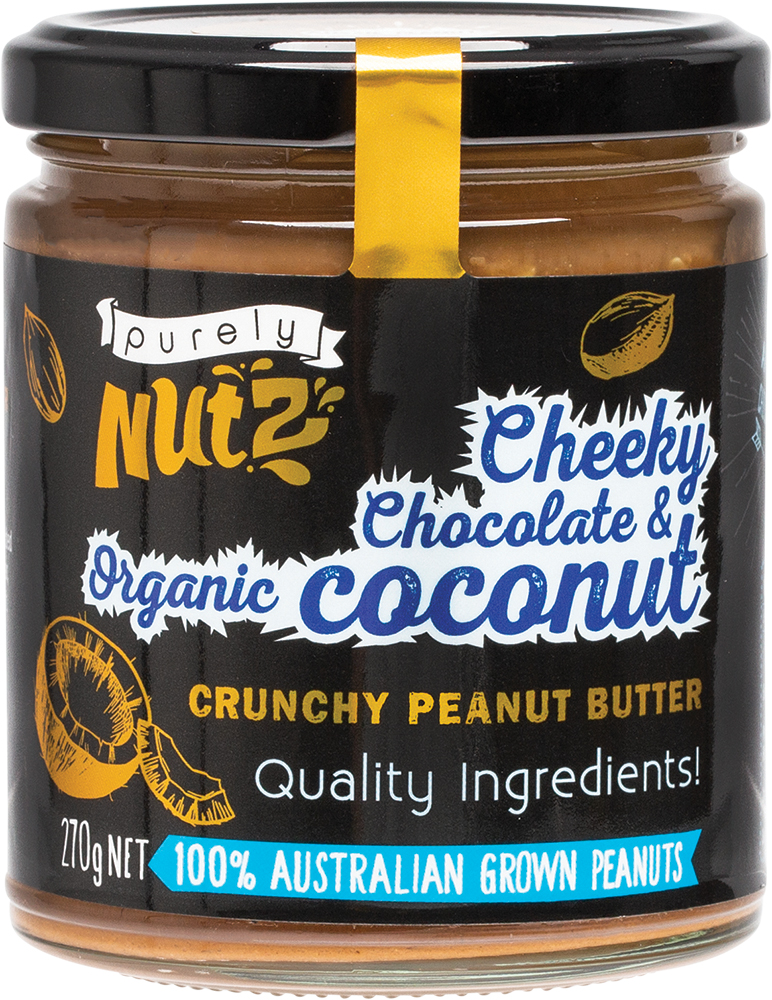 purely
Nutz
Cheeky
Chocolate &
Organic coconut
CRUNCHY PEANUT BUTTER
Quality Ingredients!
270g NET
100% AUSTRALIAN GROWN PEANUTS